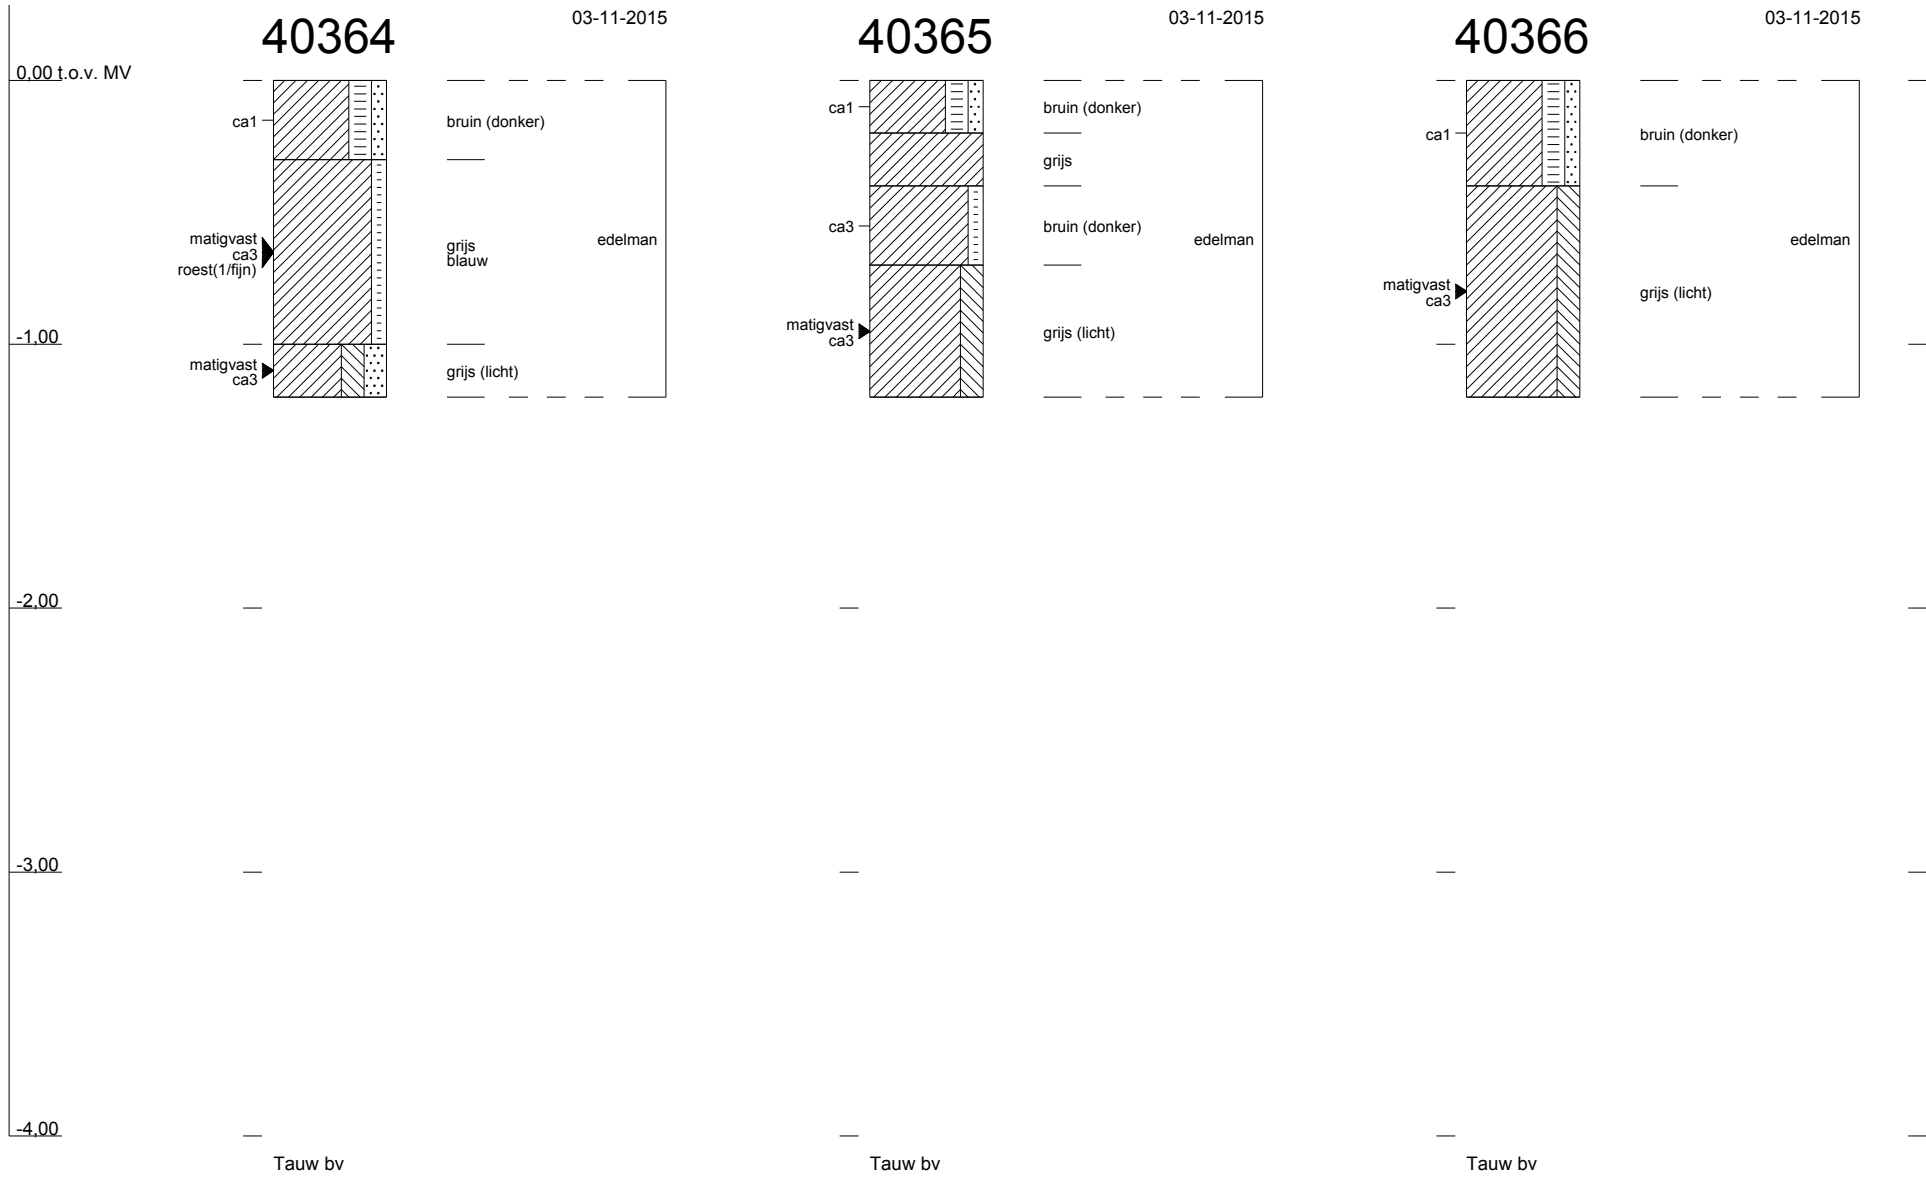 40364
03-11-2015
40365
03-11-2015
40366
03-11-2015
0,00 t.o.v. MV
-1,00
-2,00
-3,00
-4,00
ca1
bruin (donker)
matigvast
ca3
roest(1/fijn)
grijs
blauw
edelman
matigvast
ca3
grijs (licht)
ca1
bruin (donker)
grijs
ca3
bruin (donker)
edelman
matigvast
ca3
grijs (licht)
ca1
bruin (donker)
edelman
matigvast
ca3
grijs (licht)
Tauw bv
Tauw bv
Tauw bv